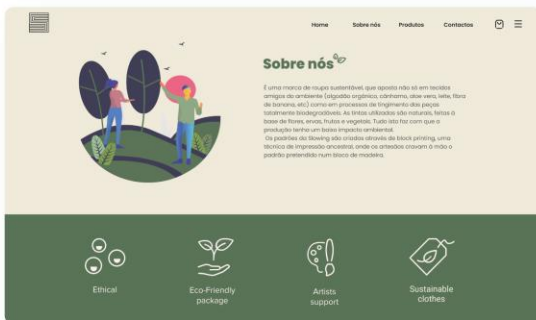 Home Sobre nós Produtos Contactos
Sobre nós
É uma marca de roupa sustentável, que aposta não só em tecidos
amigos do ambiente (algodão orgânico, cânhamo, aloe vera, leite, fibra
de banana, etc) como em processos de tingimento das peças
totalmente biodegradáveis. As tintas utilizadas são naturais, feitas à
base de flores, ervas, frutos e vegetais. Tudo isto faz com que a
produção tenha um baixo impacto ambiental.
Os padrões da Slowing são criados através de block printing, uma
técnica de impressão ancestral, onde os artesãos cravam à mão o
padrão pretendido num bloco de madeira.
Ethical
Eco-Friendly
package
Artists
support
Sustainable
clothes